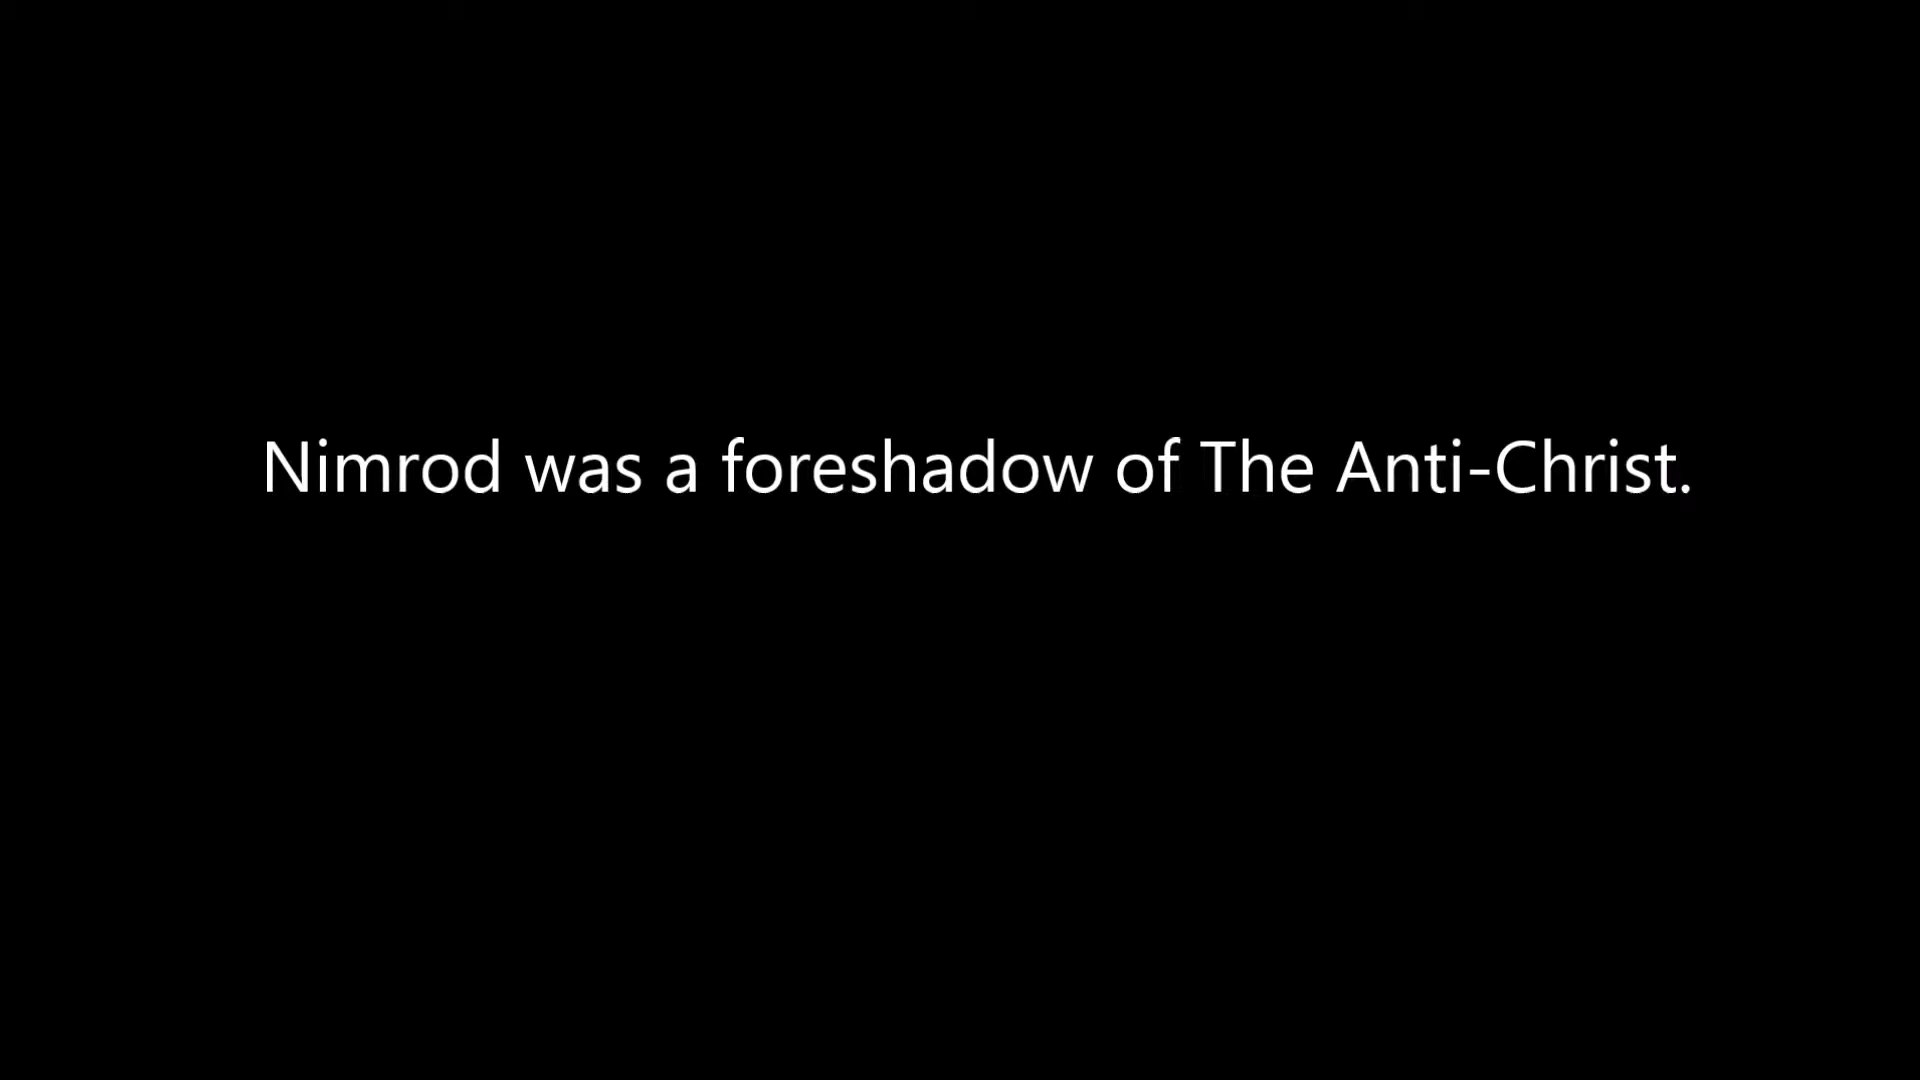 Nimrod was a foreshadow of The Anti-Christ.